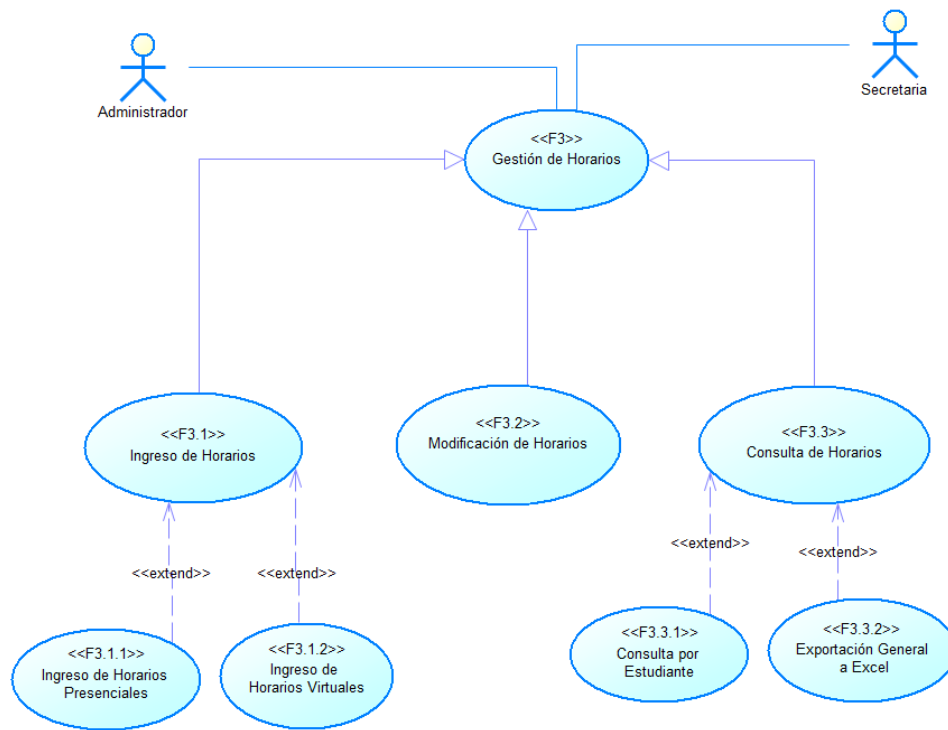 Administrador
Secretaria
<<F3>>
Gestión de Horarios
<<F3.1>>
Ingreso de Horarios
<<F3.2>>
Modificación de Horarios
<<F3.3>>
Consulta de Horarios
<<extend>>
<<extend>>
<<extend>>
<<extend>>
<<F3.1.1>>
Ingreso de Horarios
Presenciales
<<F3.1.2>>
Ingreso de
Horarios Virtuales
<<F3.3.1>>
Consulta por
Estudiante
<<F3.3.2>>
Exportación General
a Excel